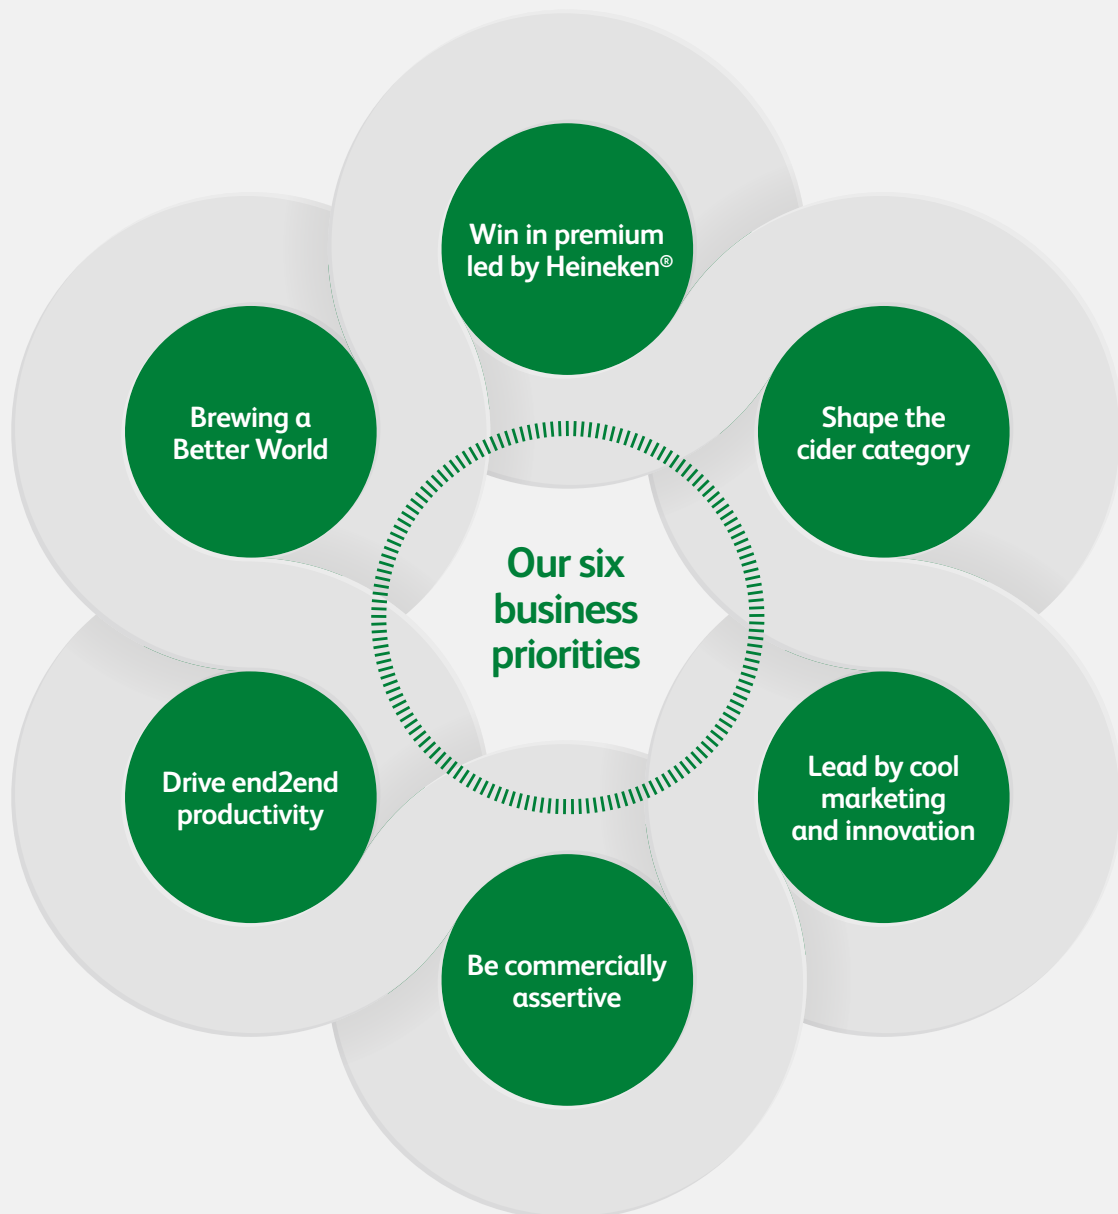 Win in premium
led by Heineken®
Brewing a
Better World
Shape the
cider category
Our six
business
priorities
Drive end2end
productivity
Lead by cool
marketing
and innovation
Be commercially
assertive